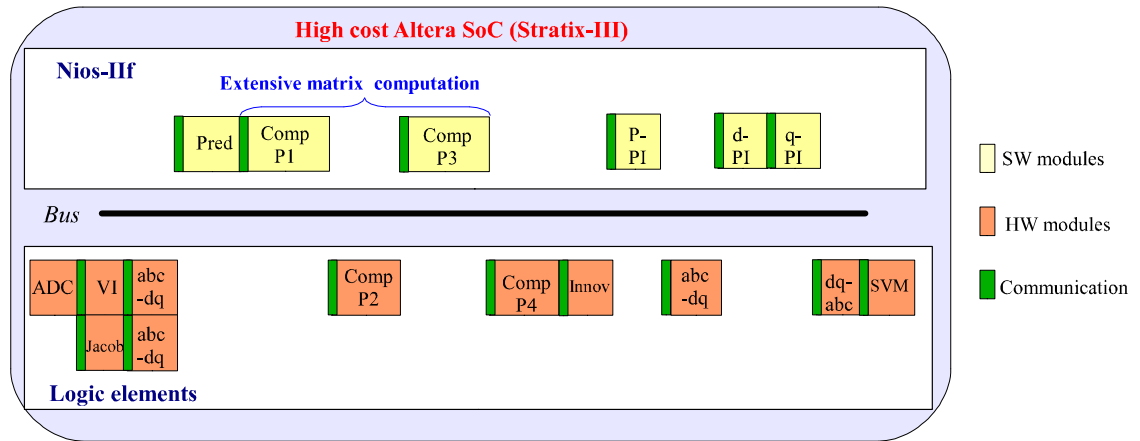 High cost Altera SoC (Stratix-III)
Nios-IIf
Extensive matrix computation
Pred
Comp
P1
Comp
P3
P-
PI
d-
PI
q-
PI
SW modules
Bus
HW modules
ADC
VI
abc
-dq
Comp
P2
Comp
P4
Innov
abc
-dq
dq-
abc
SVM
Communication
Jacob
abc
-dq
Logic elements